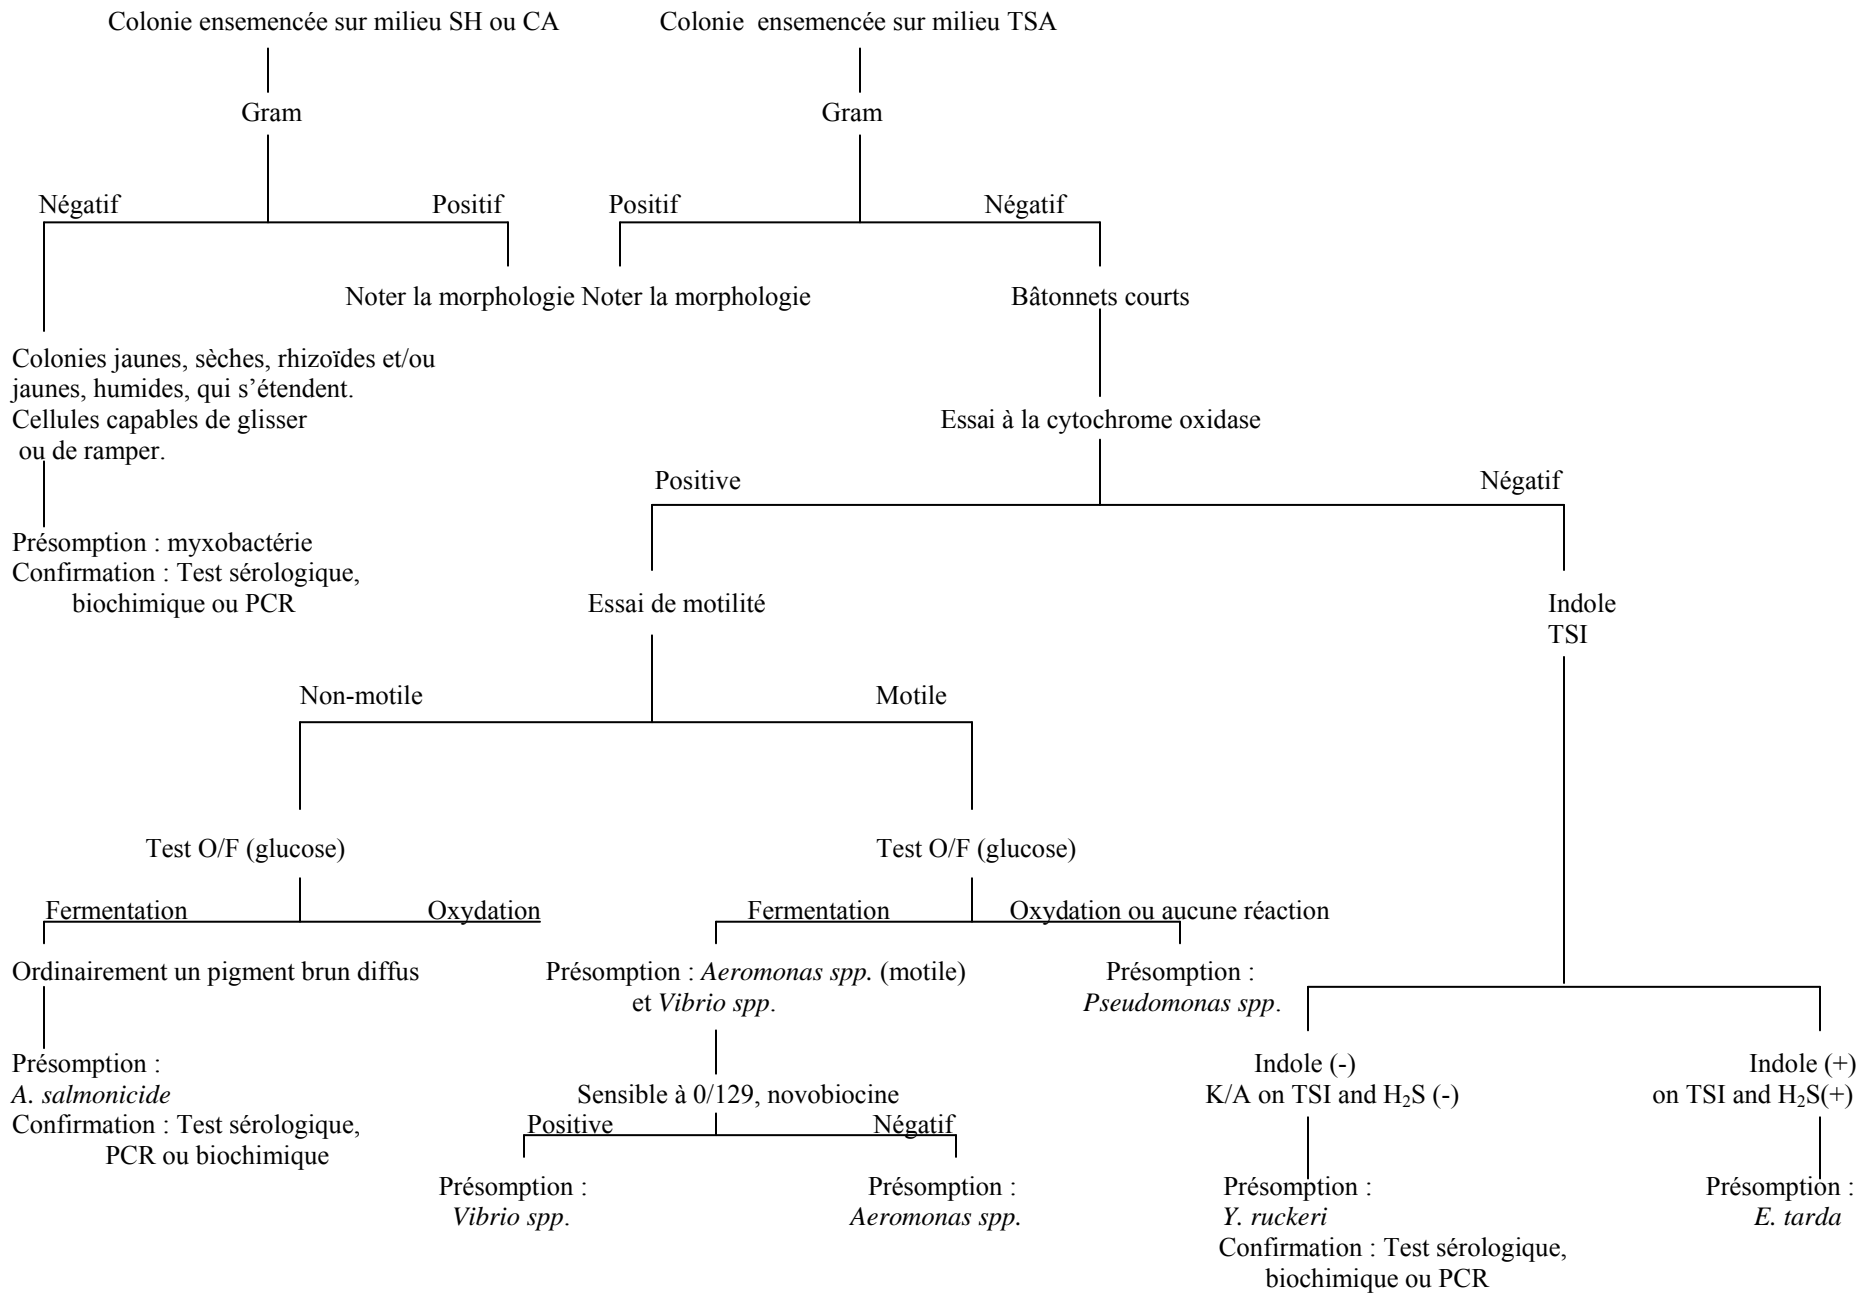 Colonie ensemencée sur milieu SH ou CA
Colonie ensemencée sur milieu TSA
Gram
Gram
Négatif
Positif
Positif
Négatif
Noter la morphologie
Noter la morphologie
Bâtonnets courts
Colonies jaunes, sèches, rhizoïdes et/ou
jaunes, humides, qui s’étendent.
Cellules capables de glisser
ou de ramper.
Essai à la cytochrome oxidase
Positive
Négatif
Présomption : myxobactérie
Confirmation : Test sérologique,
biochimique ou PCR
Essai de motilité
Indole
TSI
Non-motile
Motile
Test O/F (glucose)
Test O/F (glucose)
Fermentation
Oxydation
Fermentation
Oxydation ou aucune réaction
Ordinairement un pigment brun diffus
Présomption : Aeromonas spp. (motile)
et Vibrio spp.
Présomption :
Pseudomonas spp.
Présomption :
A. salmonicide
Confirmation : Test sérologique,
PCR ou biochimique
Sensible à 0/129, novobiocine
Positive
Négatif
Indole (-)
K/A on TSI and H₂S (-)
Indole (+)
on TSI and H₂S(+)
Présomption :
Vibrio spp.
Présomption :
Aeromonas spp.
Présomption :
Y. ruckeri
Confirmation : Test sérologique,
biochimique ou PCR
Présomption :
E. tarda